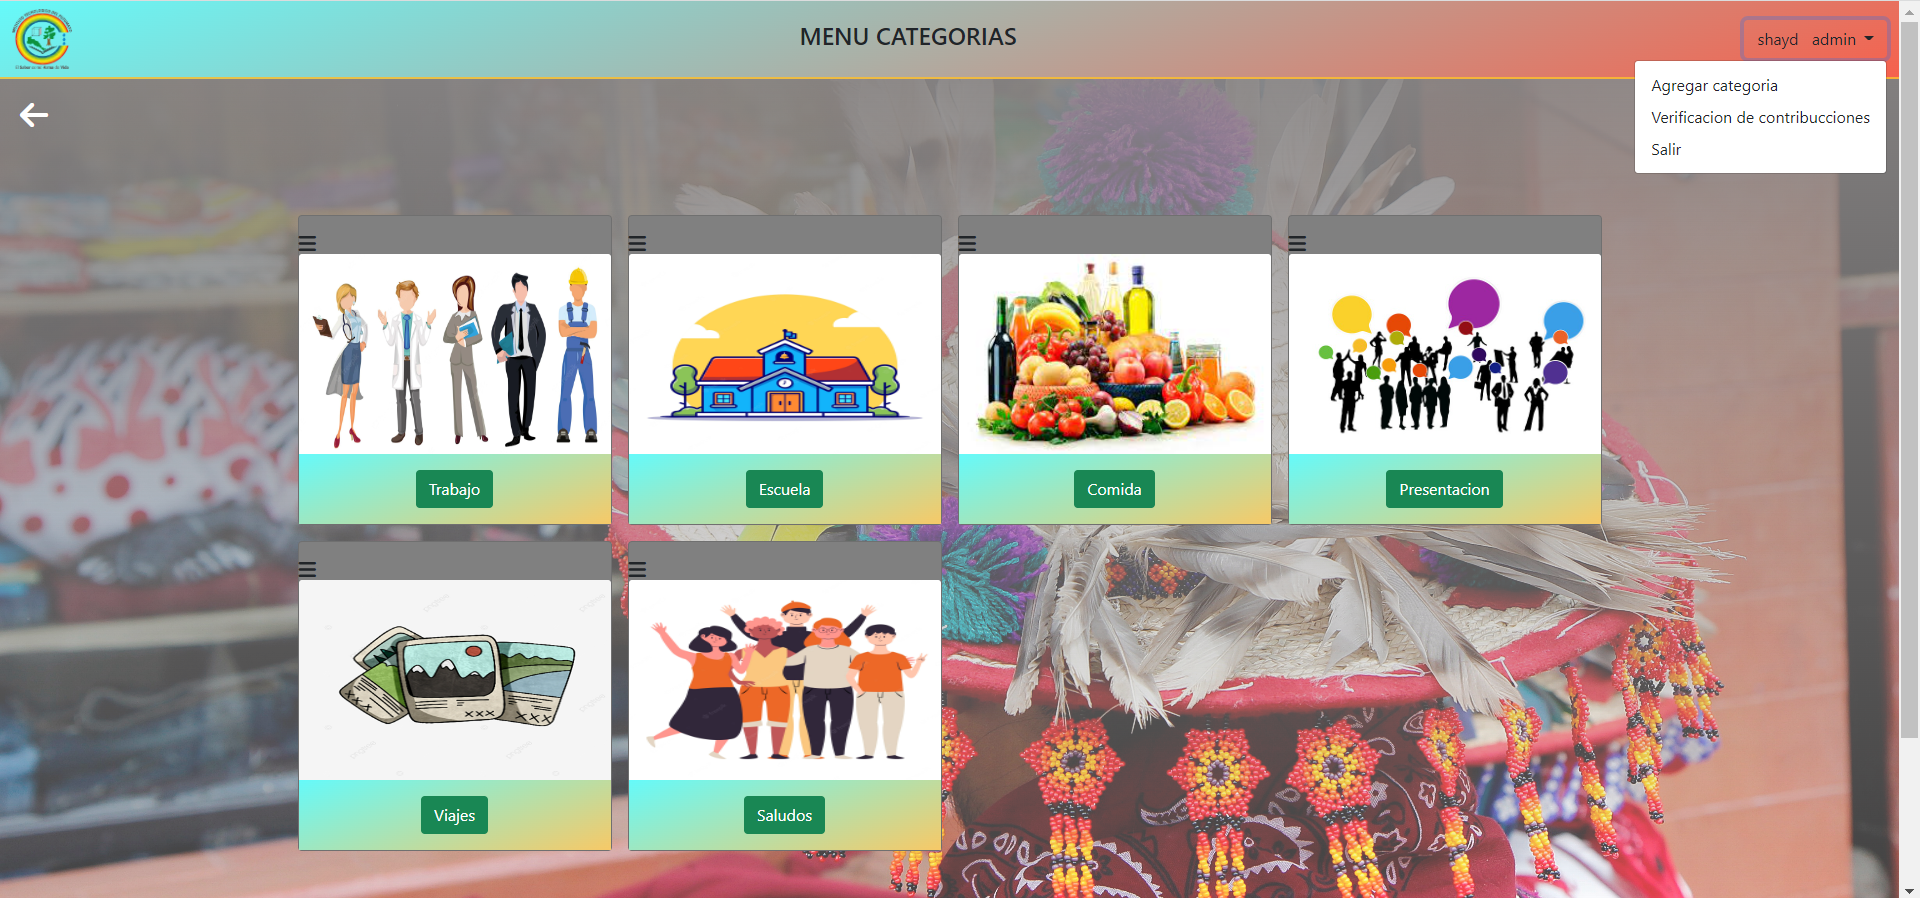 MENU CATEGORIAS
shayd admin
Agregar categoria
Verificacion de contribucciones
Salir
Trabajo
Escuela
Comida
Presentacion
Viajes
Saludos